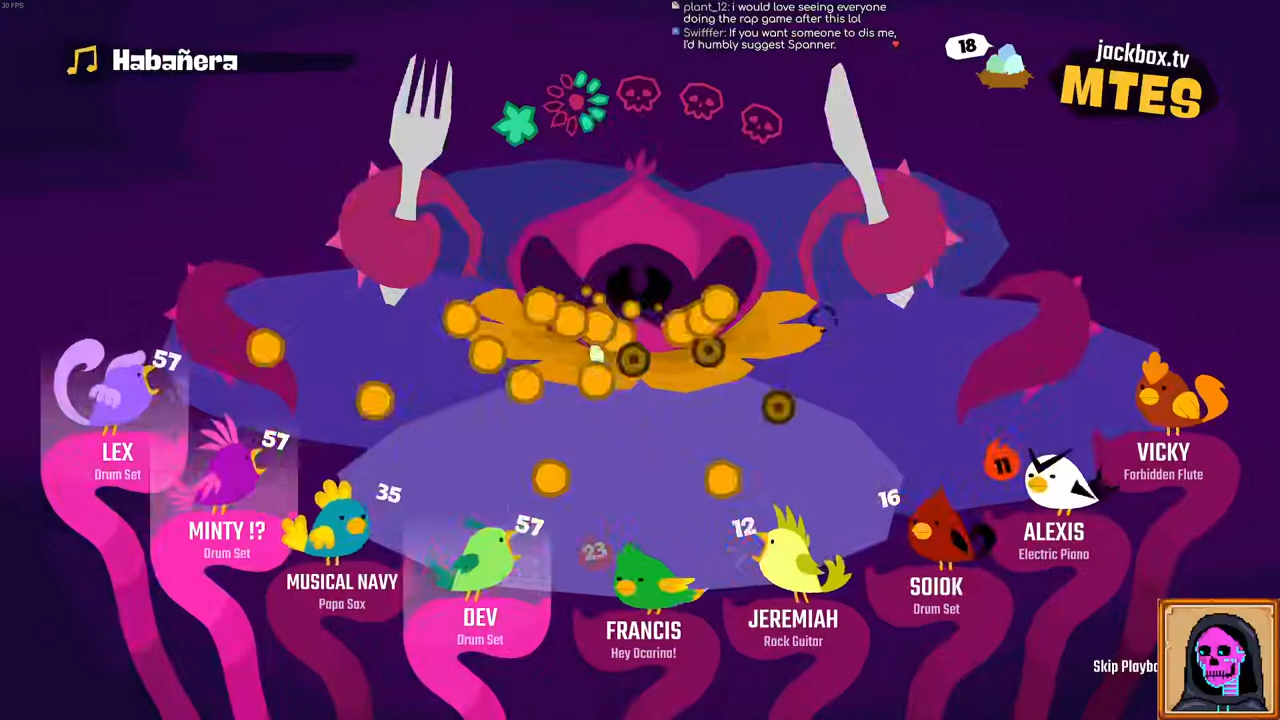 30 FPS
plant_12: i would love seeing everyone
doing the rap game after this lol
Swifffer: If you want someone to dis me,
I'd humbly suggest Spanner.
Habañera
18
jackbox.tv
MTES
57
LEX
Drum Set
57
MINTY !?
Drum Set
35
MUSICAL NAVY
Papa Sax
57
DEV
Drum Set
23
FRANCIS
Hey Ocarina!
12
JEREMIAH
Rock Guitar
16
SOIOK
Drum Set
11
ALEXIS
Electric Piano
VICKY
Forbidden Flute
Skip Playba